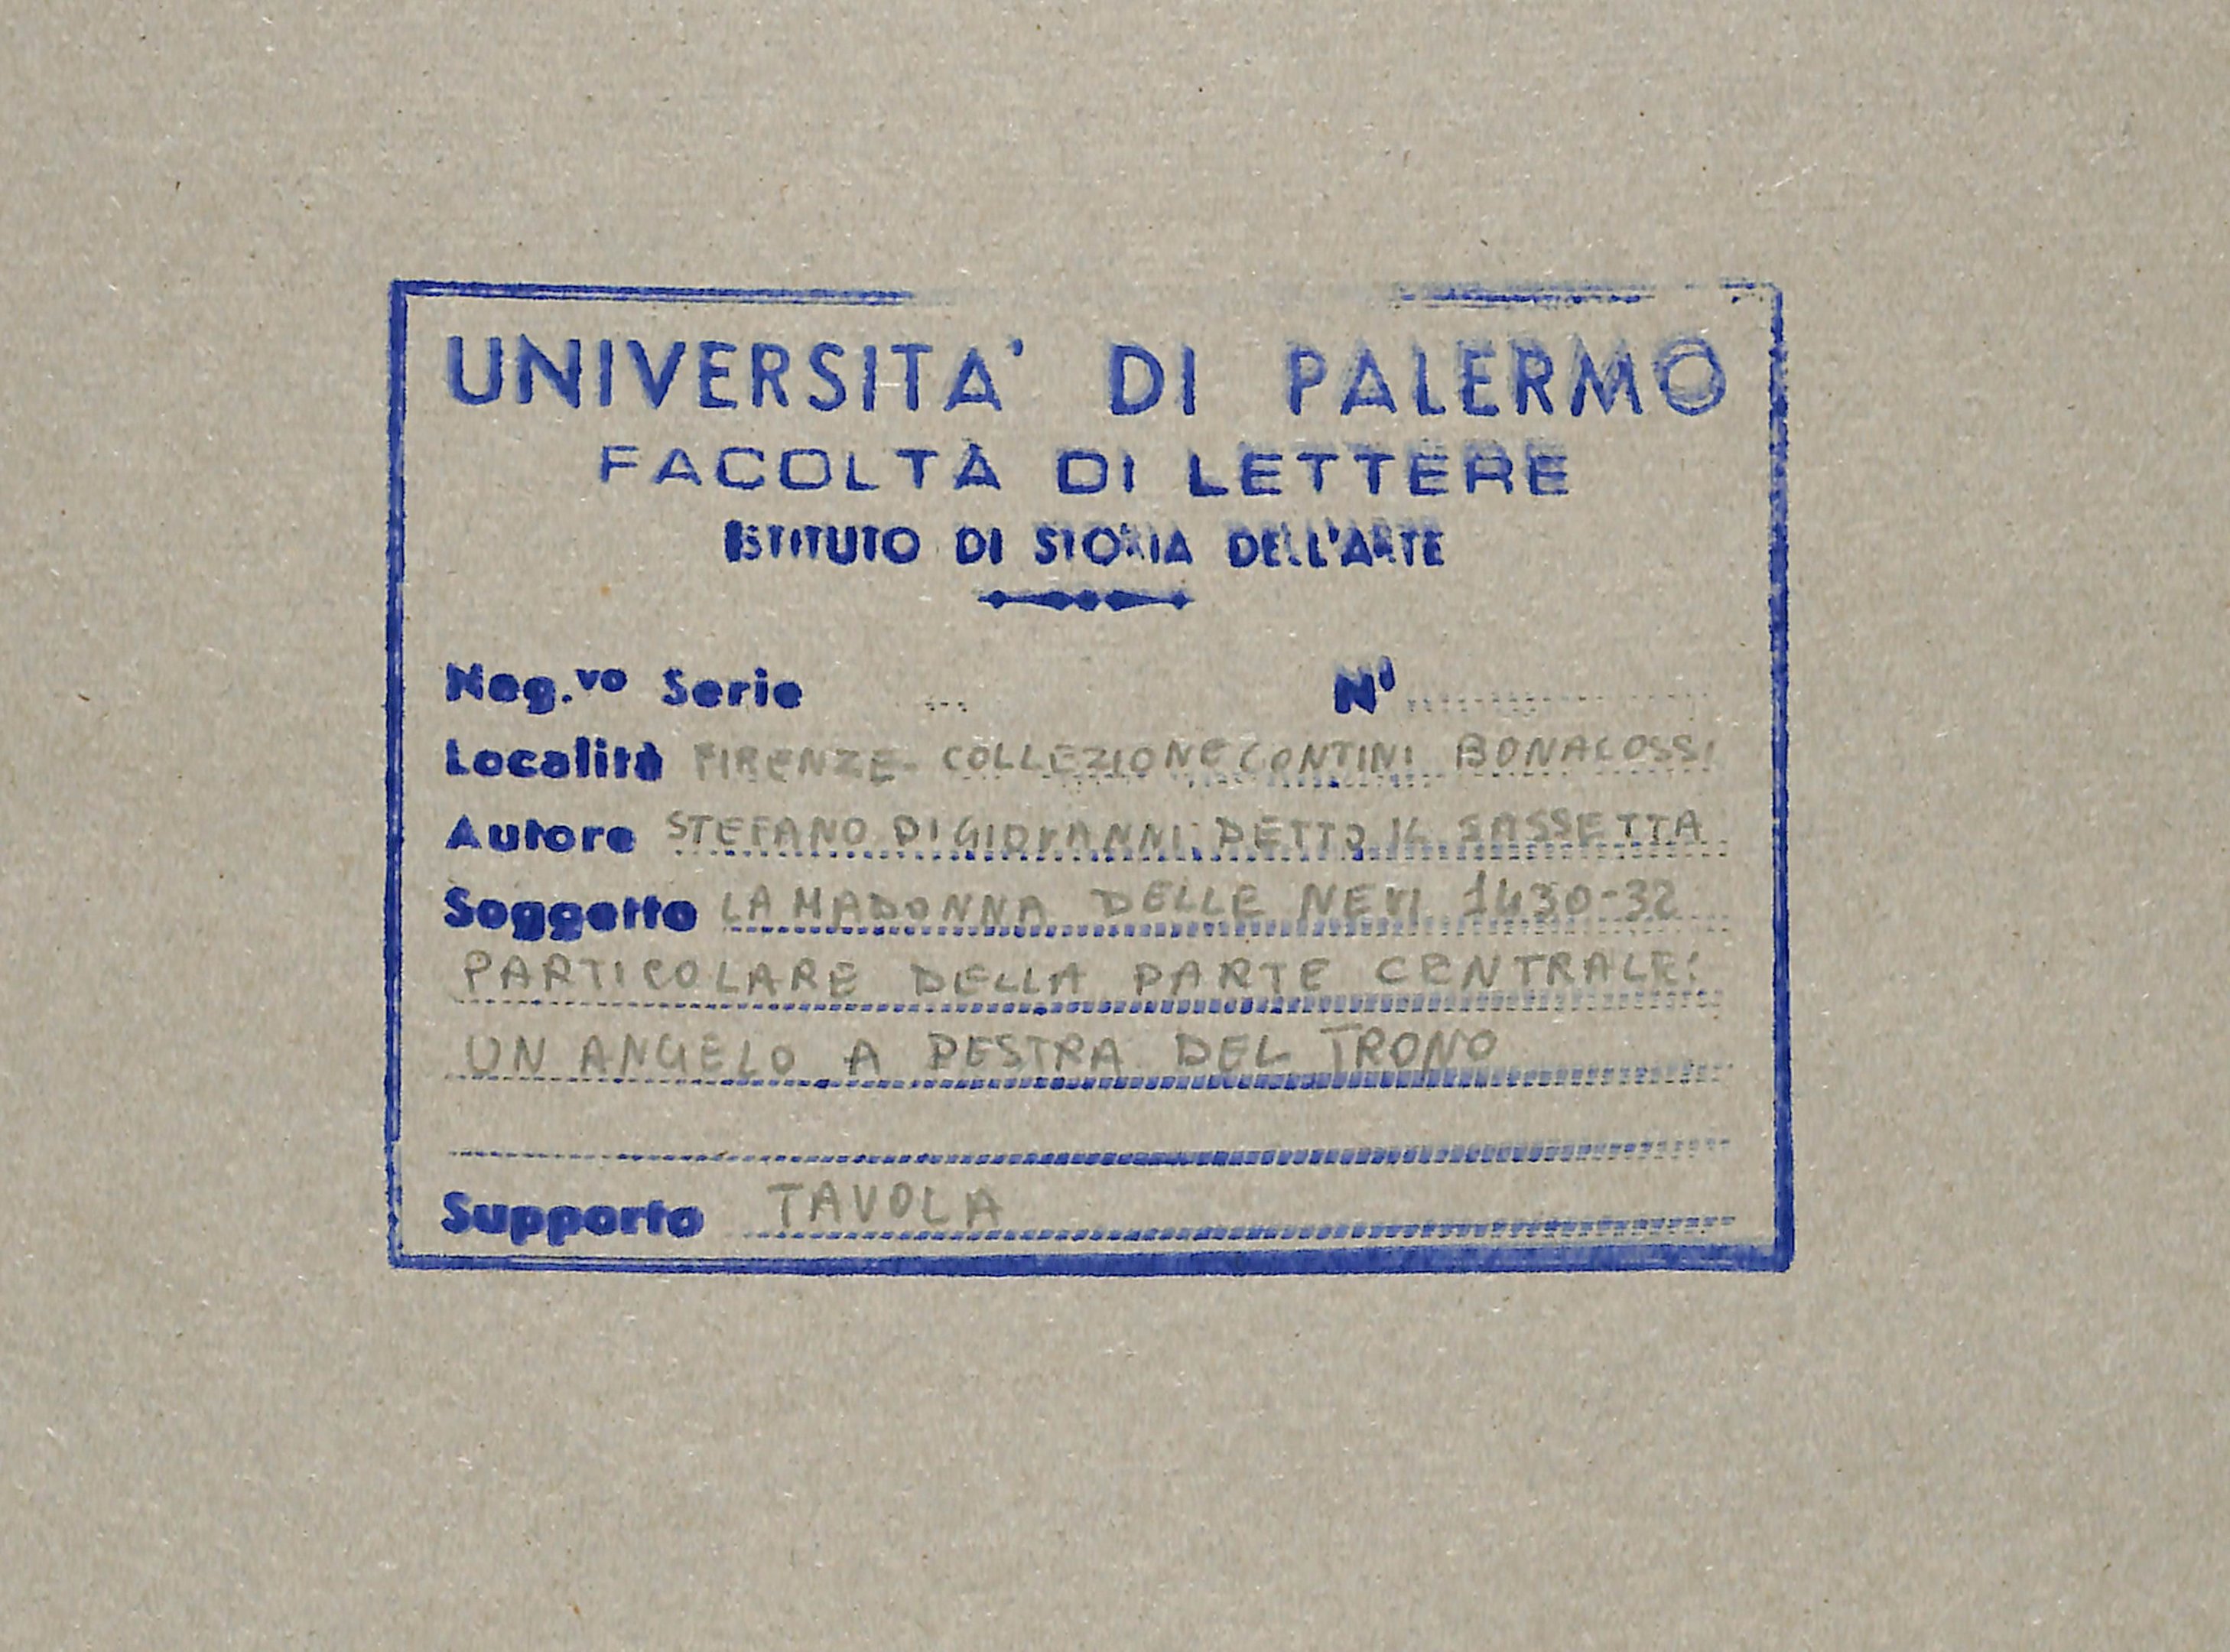 UNIVERSITA' DI PALERMO
FACOLTÀ DI LETTERE
ISTITUTO DI STORIA DELL'ARTE
Neg.vo Serie N°
Località FIRENZE - COLLEZIONE CONTINI BONACOSSI
Autore STEFANO DI GIOVANNI DETTO IL SASSETTA
Soggetto LA MADONNA DELLE NEVI 1430-32
PARTICOLARE DELLA PARTE CENTRALE:
UN ANGELO A DESTRA DEL TRONO
Supporto TAVOLA